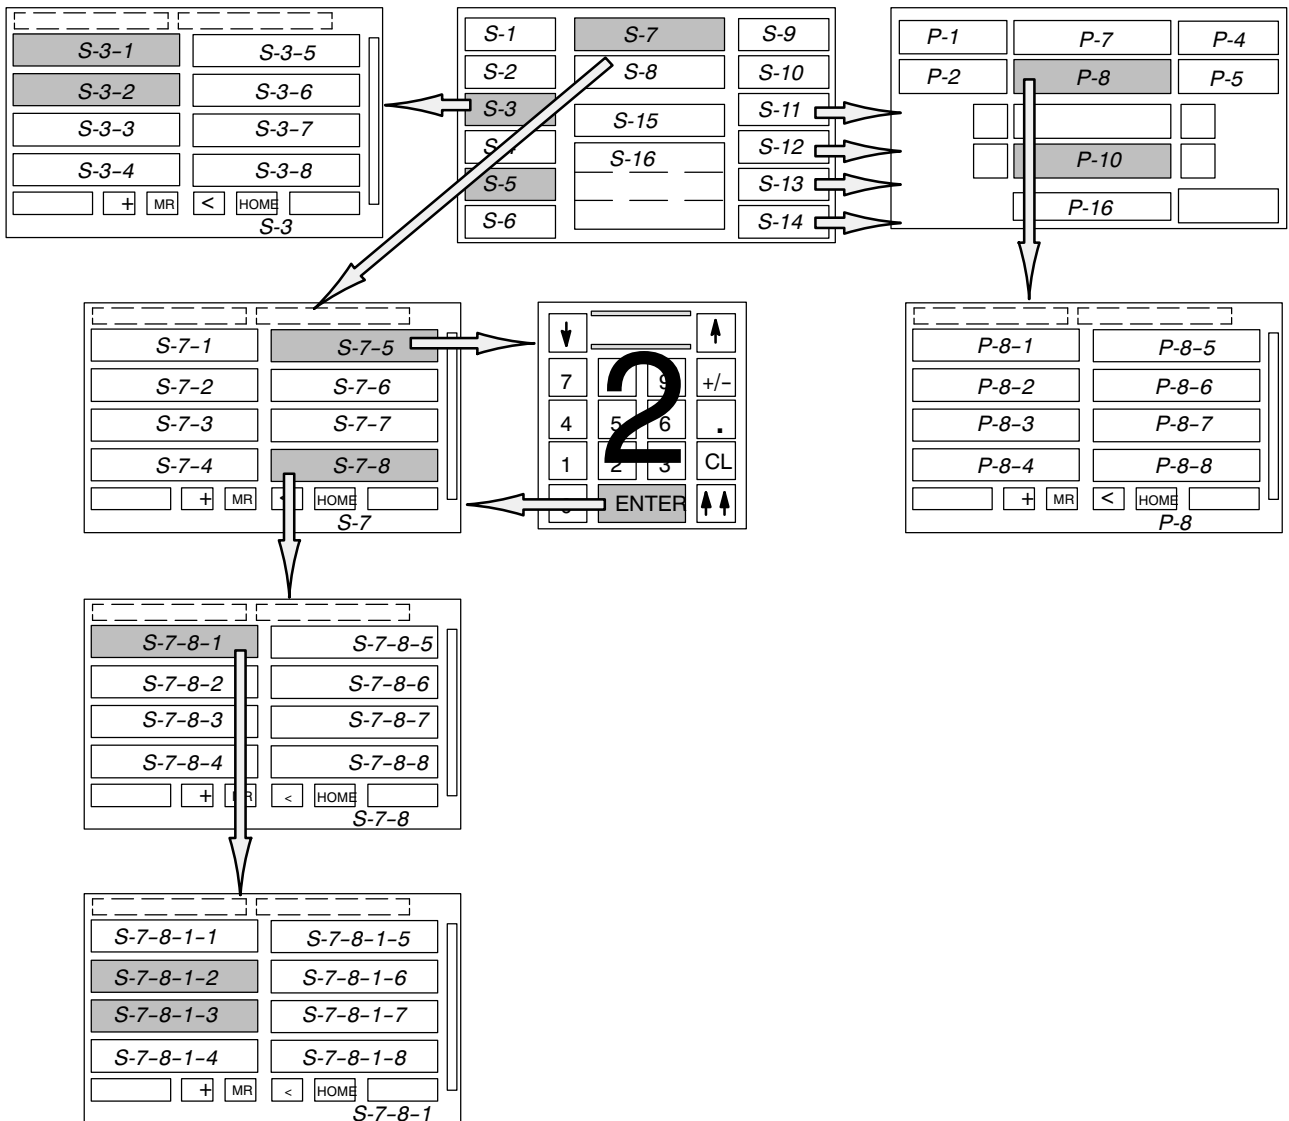 S-3-1 S-3-5
S-3-2 S-3-6
S-3-3 S-3-7
S-3-4 S-3-8
+ MR < HOME
S-3
S-1 S-7 S-9
S-2 S-8 S-10
S-3 S-11
S-15
S-4 S-12
S-16
S-5 S-13
S-6 S-14
P-1 P-7 P-4
P-2 P-8 P-5
P-10
P-16
S-7-1 S-7-5
S-7-2 S-7-6
S-7-3 S-7-7
S-7-4 S-7-8
+ MR < HOME
S-7
7 9 +/-
4 5 6 .
1 2 3 CL
ENTER
2
P-8-1 P-8-5
P-8-2 P-8-6
P-8-3 P-8-7
P-8-4 P-8-8
+ MR < HOME
P-8
S-7-8-1 S-7-8-5
S-7-8-2 S-7-8-6
S-7-8-3 S-7-8-7
S-7-8-4 S-7-8-8
+ MR < HOME
S-7-8
S-7-8-1-1 S-7-8-1-5
S-7-8-1-2 S-7-8-1-6
S-7-8-1-3 S-7-8-1-7
S-7-8-1-4 S-7-8-1-8
+ MR < HOME
S-7-8-1